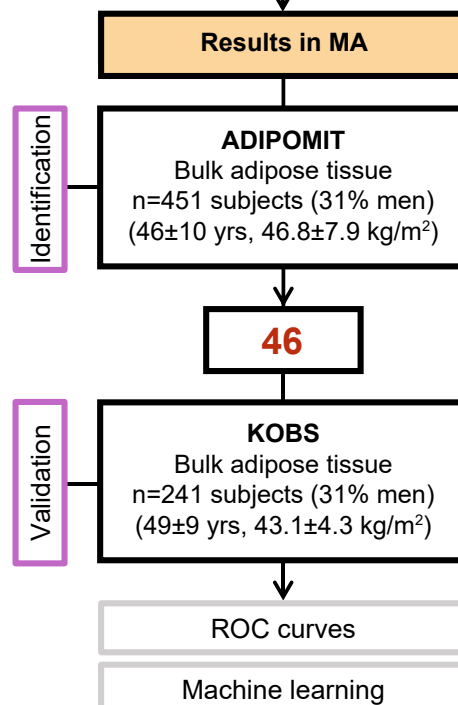 Results in MA
Identification
ADIPOMIT
Bulk adipose tissue
n=451 subjects (31% men)
(46±10 yrs, 46.8±7.9 kg/m²)
46
Validation
KOBS
Bulk adipose tissue
n=241 subjects (31% men)
(49±9 yrs, 43.1±4.3 kg/m²)
ROC curves
Machine learning